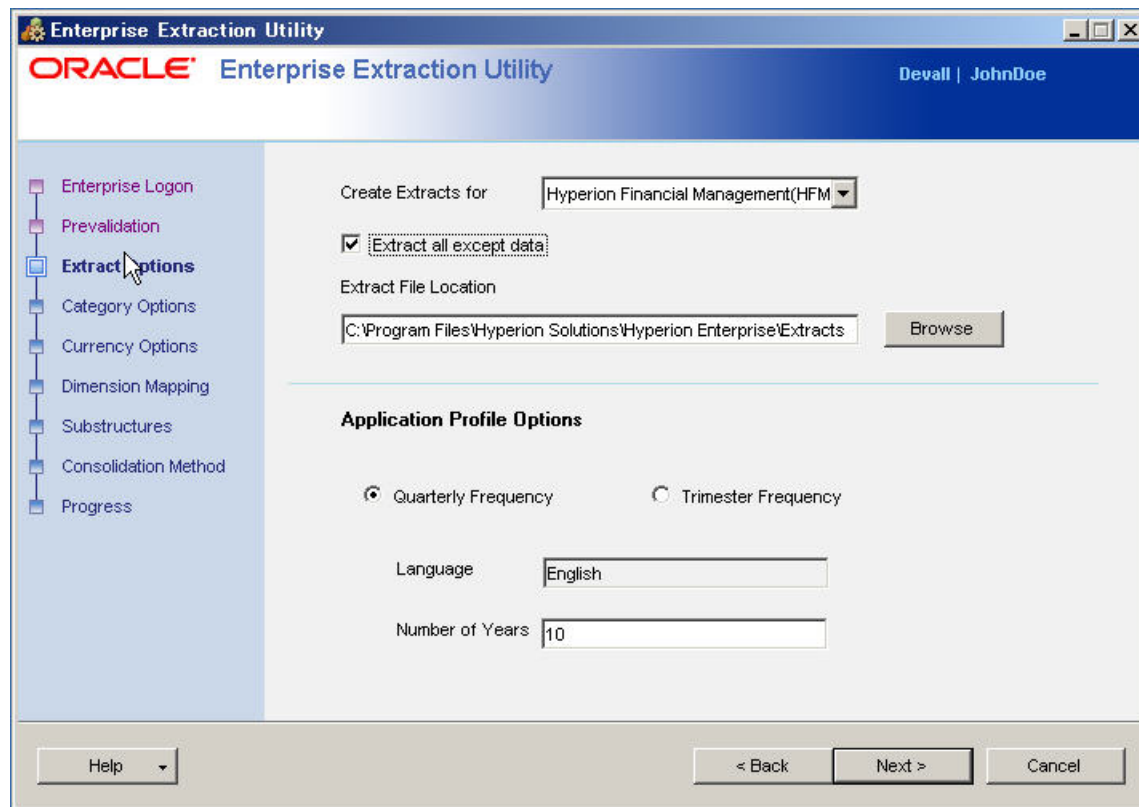 Enterprise Extraction Utility
ORACLE Enterprise Extraction Utility
Devall | JohnDoe
Enterprise Logon
Prevalidation
Extract Options
Category Options
Currency Options
Dimension Mapping
Substructures
Consolidation Method
Progress
Create Extracts for
Hyperion Financial Management(HFM
Extract all except data
Extract File Location
C:\Program Files\Hyperion Solutions\Hyperion Enterprise\Extracts
Browse
Application Profile Options
Quarterly Frequency
Trimester Frequency
Language
English
Number of Years
10
Help
< Back
Next >
Cancel